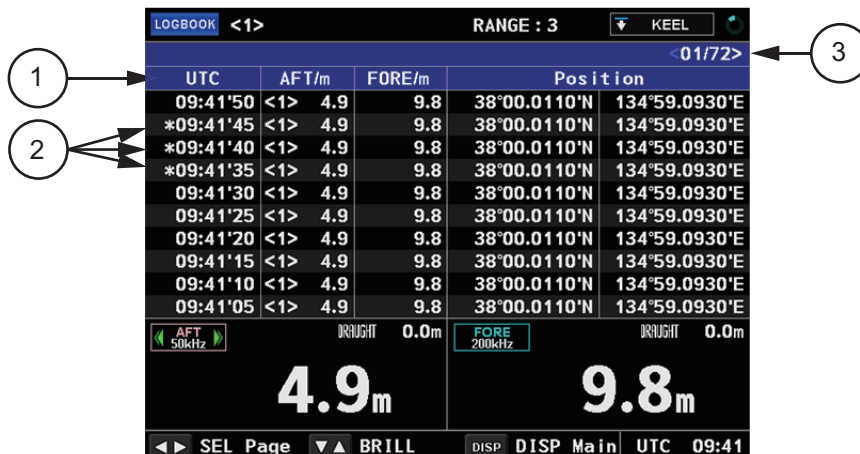 LOGBOOK <1> RANGE : 3 KEEL
<01/72>
3
1
UTC AFT/m FORE/m Position
09:41'50 <1> 4.9 9.8 38°00.0110'N 134°59.0930'E
2
*09:41'45 <1> 4.9 9.8 38°00.0110'N 134°59.0930'E
*09:41'40 <1> 4.9 9.8 38°00.0110'N 134°59.0930'E
*09:41'35 <1> 4.9 9.8 38°00.0110'N 134°59.0930'E
09:41'30 <1> 4.9 9.8 38°00.0110'N 134°59.0930'E
09:41'25 <1> 4.9 9.8 38°00.0110'N 134°59.0930'E
09:41'20 <1> 4.9 9.8 38°00.0110'N 134°59.0930'E
09:41'15 <1> 4.9 9.8 38°00.0110'N 134°59.0930'E
09:41'10 <1> 4.9 9.8 38°00.0110'N 134°59.0930'E
09:41'05 <1> 4.9 9.8 38°00.0110'N 134°59.0930'E
AFT
50kHz
DRAUGHT 0.0m
4.9m
FORE
200kHz
DRAUGHT 0.0m
9.8m
◀ ▶ SEL Page ▼ ▲ BRILL DISP DISP Main UTC 09:41